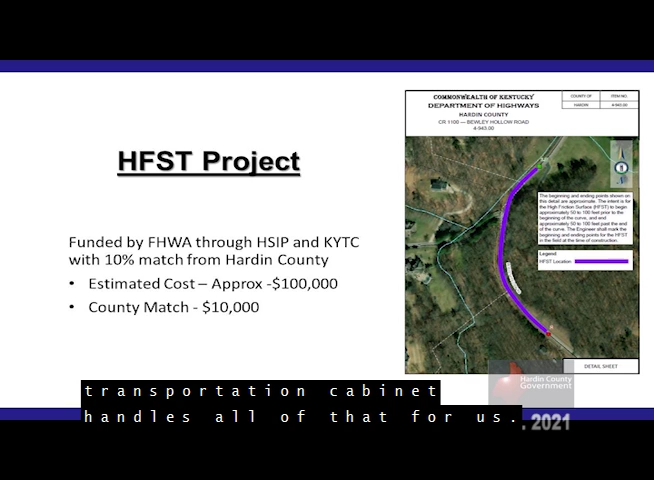 HFST Project
Funded by FHWA through HSIP and KYTC
with 10% match from Hardin County
• Estimated Cost – Approx -$100,000
• County Match - $10,000
COMMONWEALTH OF KENTUCKY
DEPARTMENT OF HIGHWAYS
HARDIN COUNTY
CR 1106 — BEWLEY HOLLOW ROAD
4-943.00
COUNTY OF
ITEM NO.
HARDIN
4-943.00
The beginning and ending points shown on
this detail are approximate. The intent is for
the High Friction Surface (HFST) to begin
approximately 50 to 100 feet prior to the
beginning of the curve, and end
approximately 50 to 100 feet past the end
of the curve. The Engineer shall mark the
beginning and ending points for the HFST
in the field at the time of construction.
Legend
HFST Location
DETAIL SHEET
Hardin County
Government
transportation cabinet
handles all of that for us.
. 2021